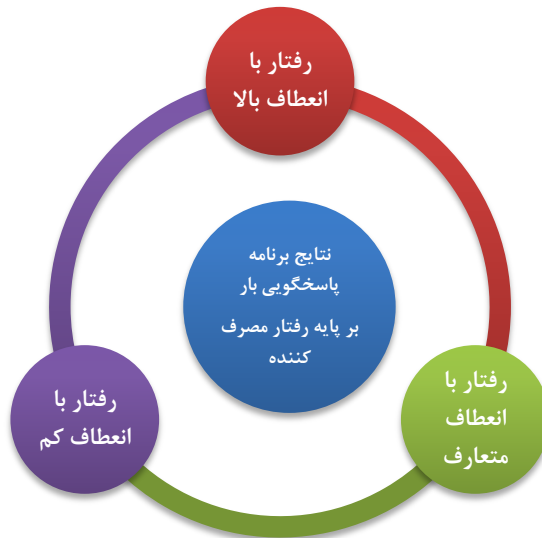 رفتار با
انعطاف بالا
نتایج برنامه
پاسخگویی بار
بر پایه رفتار مصرف
کننده
رفتار با
انعطاف
متعارف
رفتار با
انعطاف کم